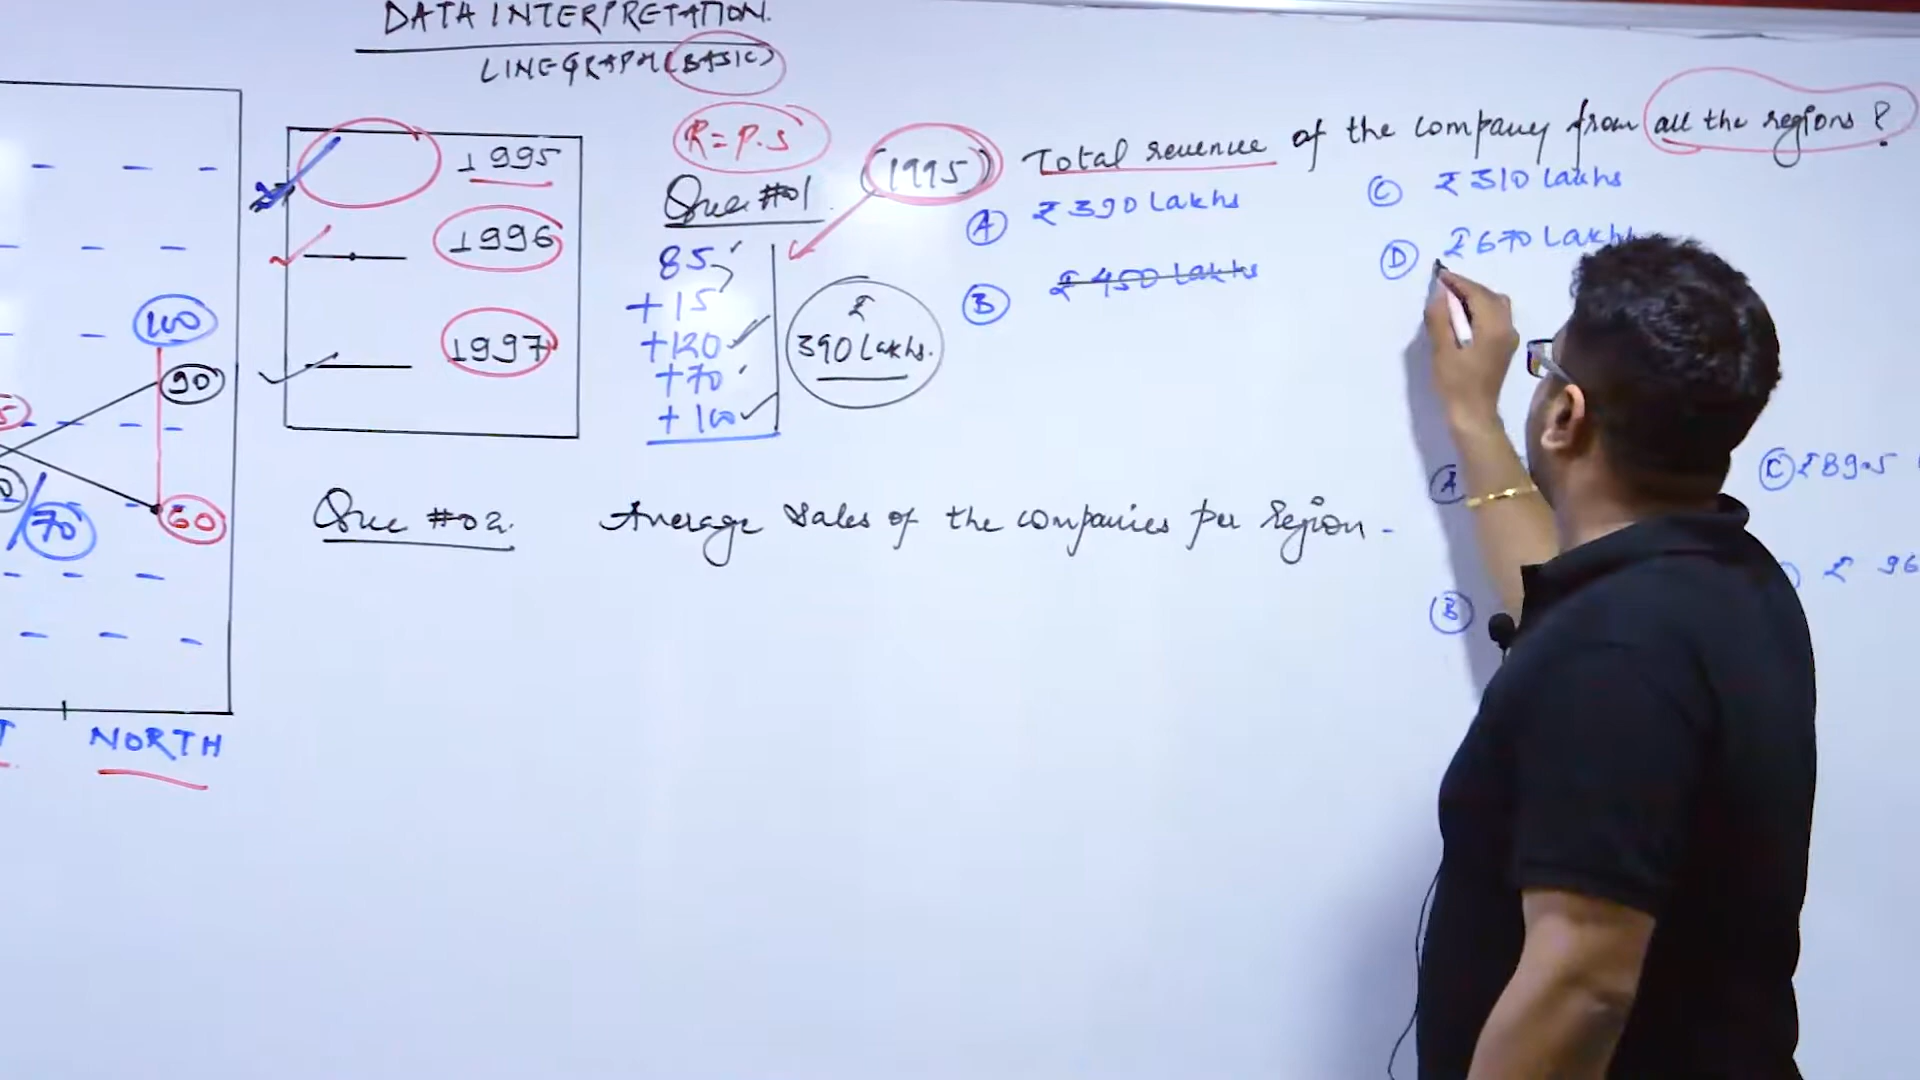 DATA INTERPRETATION.
LINEGRAPH (BASIC)
1995
1996
1997
100
90
60
70
NORTH
R = P.S
Que #01.
(1995) Total revenue of the company from all the regions ?
A ₹390 Lakhs
B ₹ 450 Lakhs
C ₹ 310 Lakhs
D ₹ 670 Lakhs
85
+15
+120
+70
+100
₹
390 Lakhs.
Que #02. Average sales of the companies per region -
A
B
C ₹89.5
₹ 96